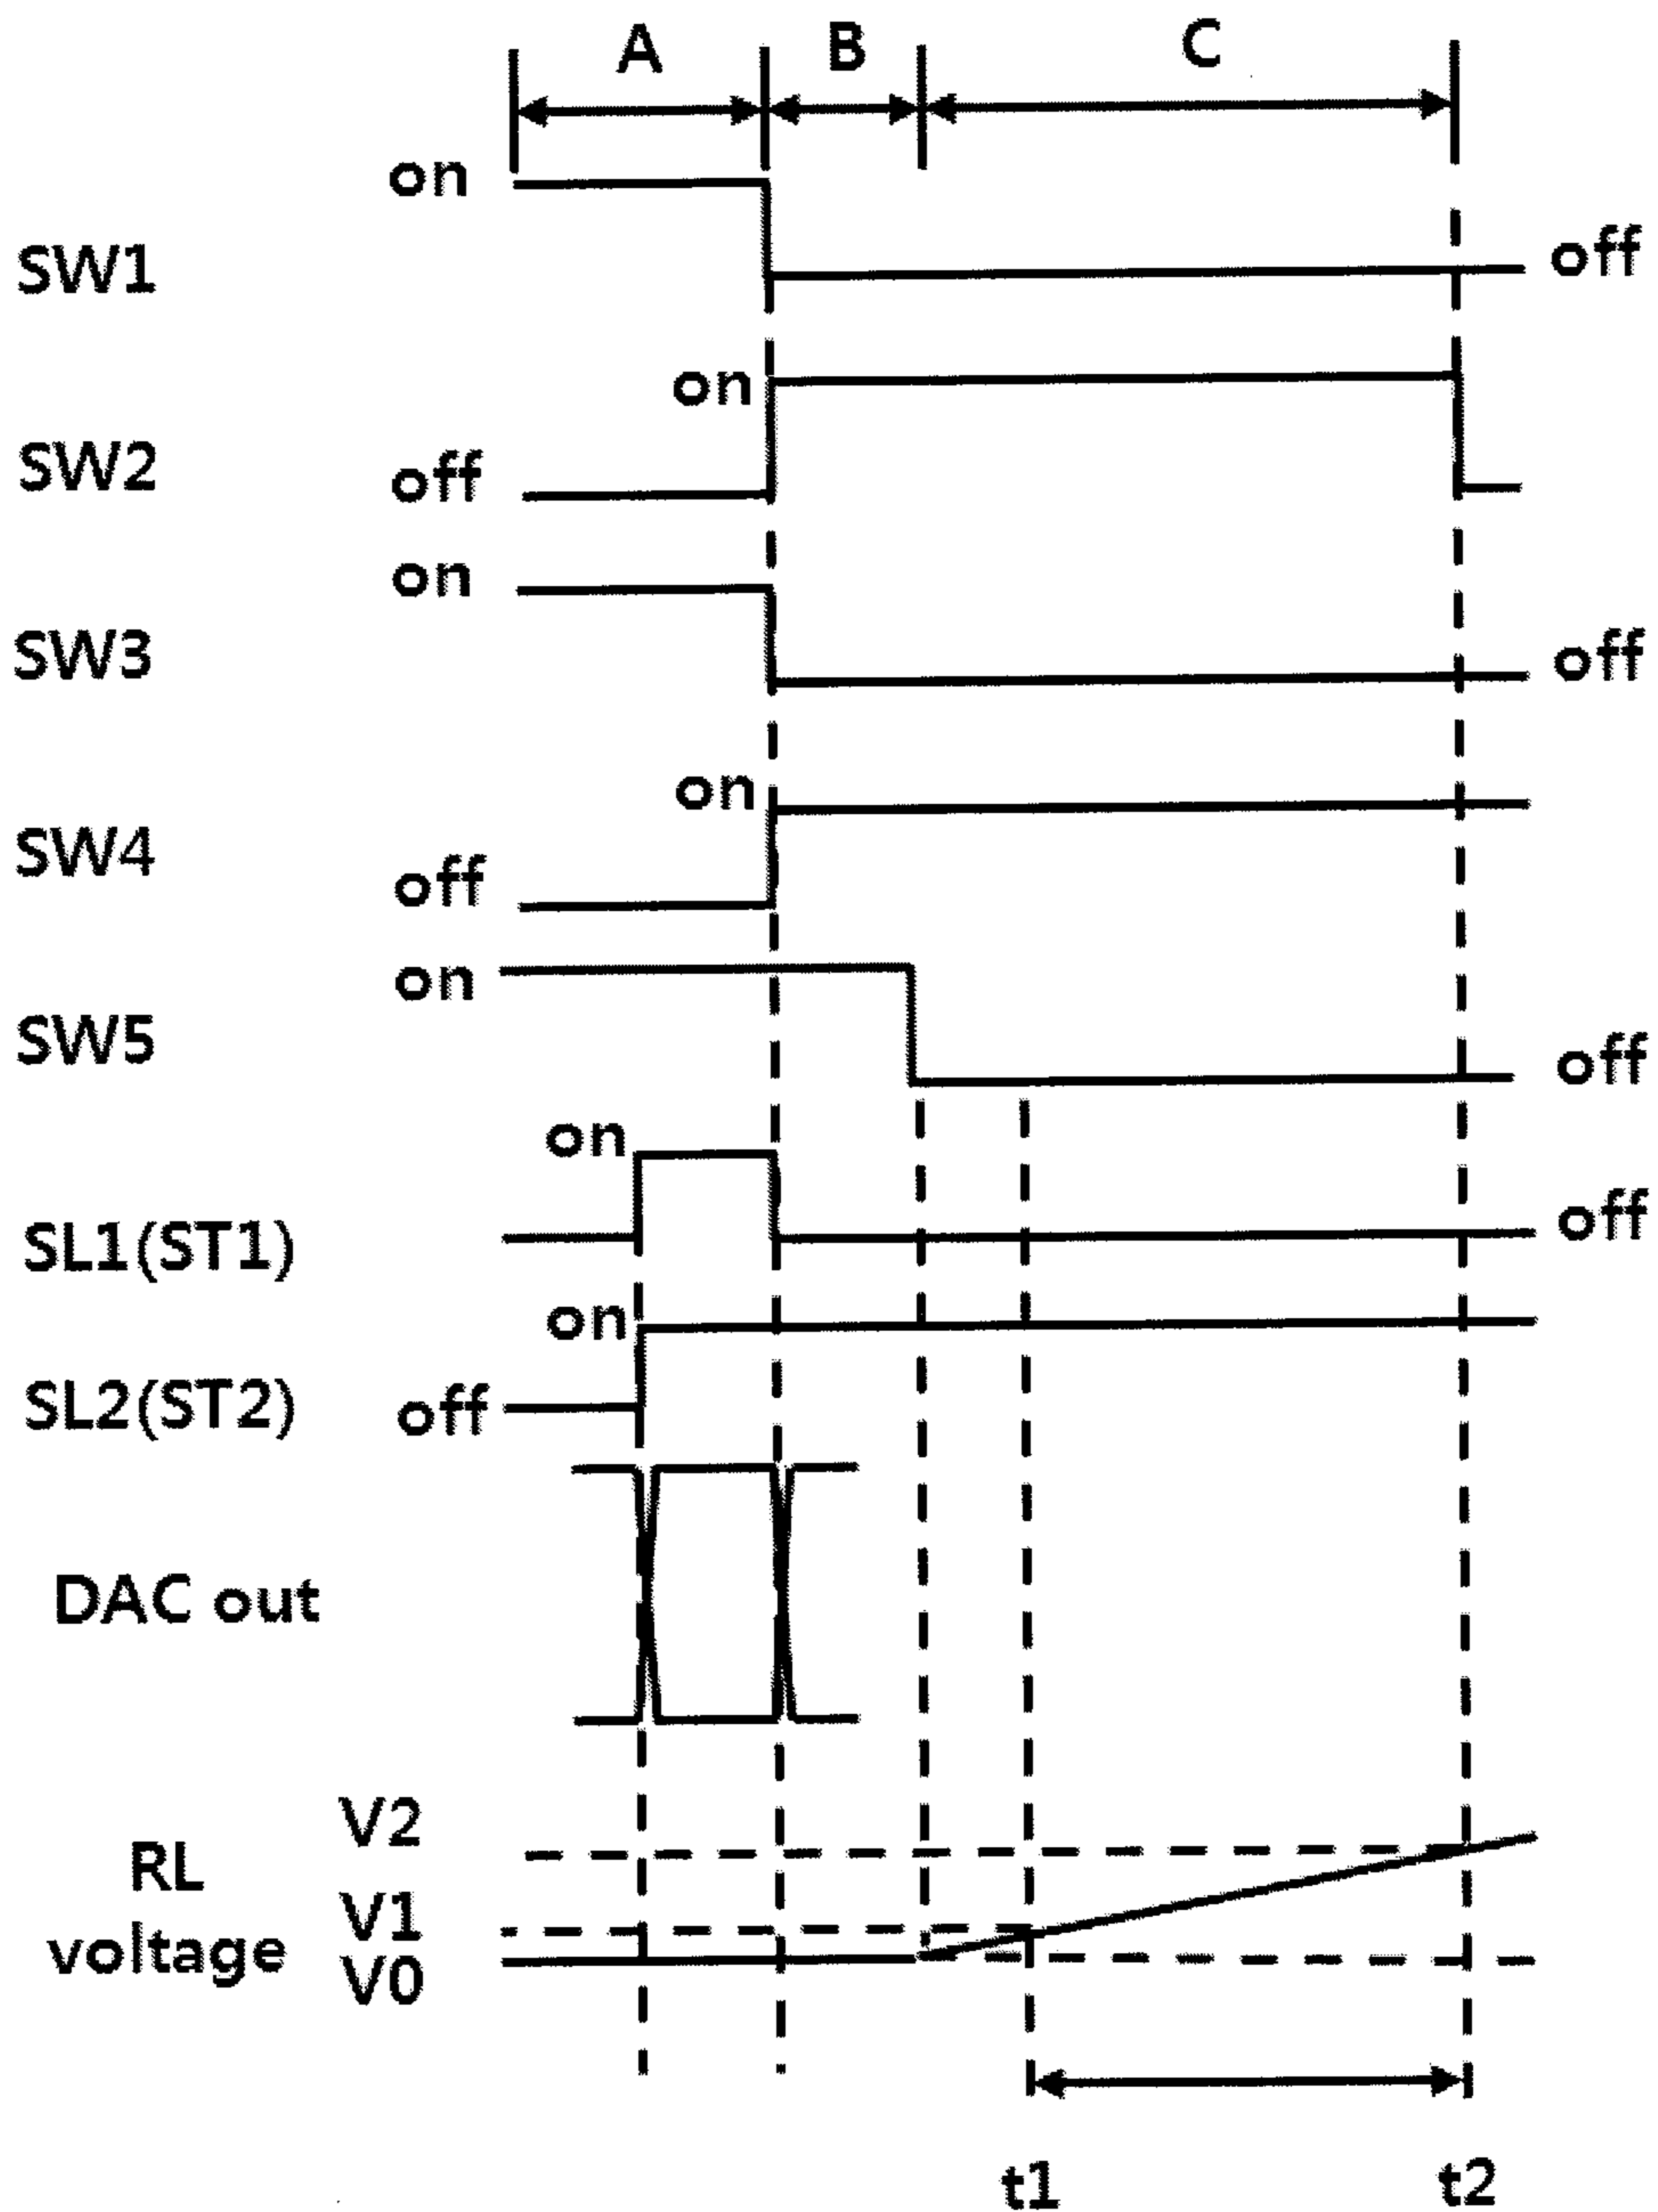 A B C
on
SW1 off
on
SW2 off
on
SW3 off
on
SW4 off
on
SW5 off
on
SL1(ST1) off
on
SL2(ST2) off
DAC out
V2
RL
V1
voltage
V0
t1 t2